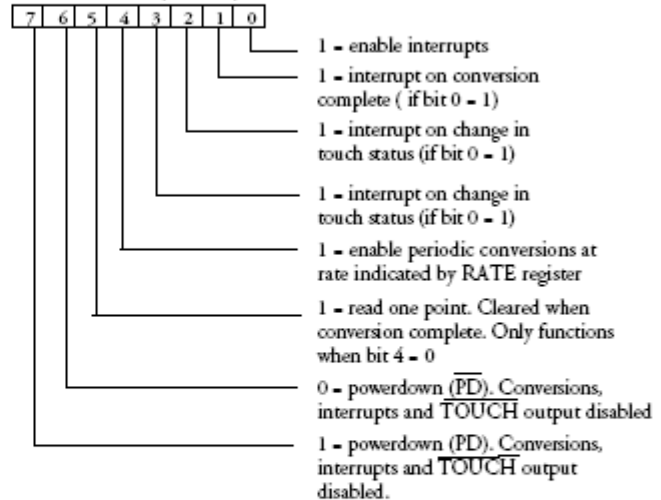 7 6 5 4 3 2 1 0
1 = enable interrupts
1 = interrupt on conversion
complete ( if bit 0 = 1)
1 = interrupt on change in
touch status (if bit 0 = 1)
1 = interrupt on change in
touch status (if bit 0 = 1)
1 = enable periodic conversions at
rate indicated by RATE register
1 = read one point. Cleared when
conversion complete. Only functions
when bit 4 = 0
0 = powerdown (P̅D̅). Conversions,
interrupts and T̅O̅U̅C̅H̅ output disabled
1 = powerdown (PD). Conversions,
interrupts and T̅O̅U̅C̅H̅ output
disabled.